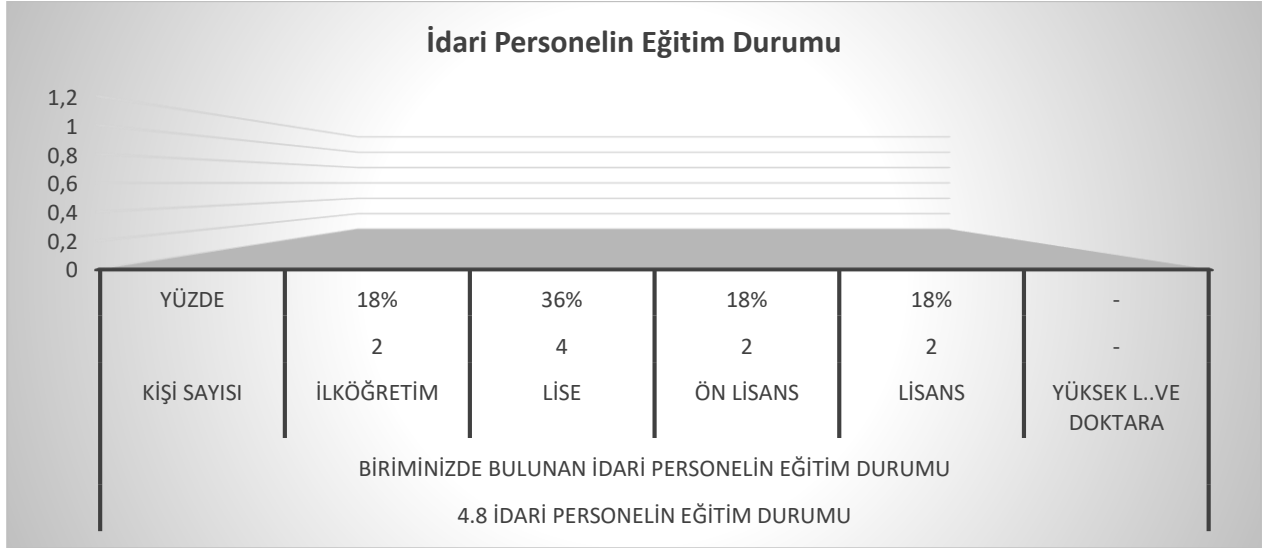 İdari Personelin Eğitim Durumu
1,2
1
0,8
0,6
0,4
0,2
0
YÜZDE 18% 36% 18% 18% -
2 4 2 2 -
KİŞİ SAYISI İLKÖĞRETİM LİSE ÖN LİSANS LİSANS YÜKSEK L..VE
DOKTARA
BİRİMİNİZDE BULUNAN İDARİ PERSONELİN EĞİTİM DURUMU
4.8 İDARİ PERSONELİN EĞİTİM DURUMU